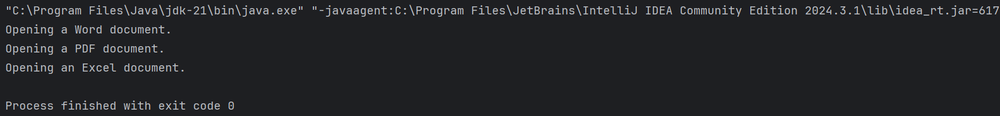 "C:\Program Files\Java\jdk-21\bin\java.exe" "-javaagent:C:\Program Files\JetBrains\IntelliJ IDEA Community Edition 2024.3.1\lib\idea_rt.jar=617
Opening a Word document.
Opening a PDF document.
Opening an Excel document.
Process finished with exit code 0